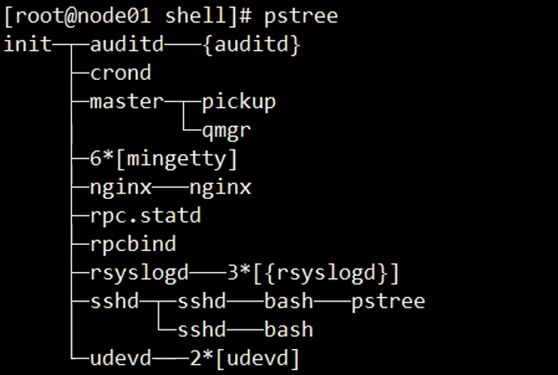 [root@node01 shell]# pstree
init─┬─auditd───{auditd}
     ├─crond
     ├─master─┬─pickup
     │        └─qmgr
     ├─6*[mingetty]
     ├─nginx───nginx
     ├─rpc.statd
     ├─rpcbind
     ├─rsyslogd───3*[{rsyslogd}]
     ├─sshd─┬─sshd───bash───pstree
     │      └─sshd───bash
     └─udevd───2*[udevd]